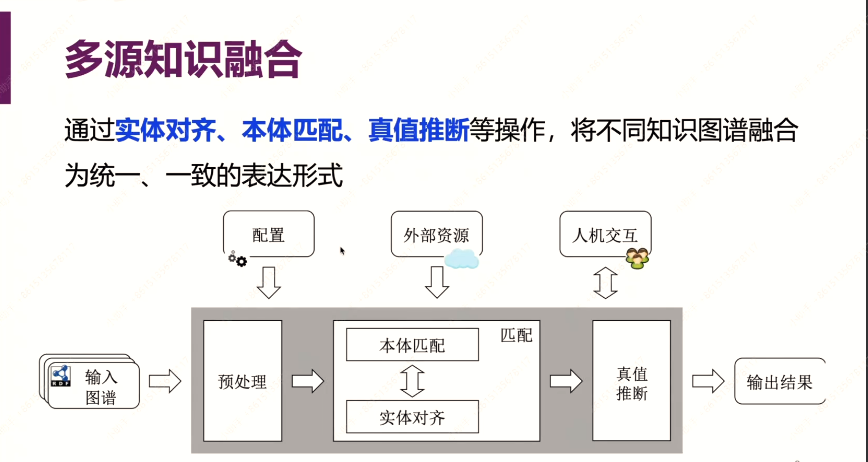 多源知识融合
通过实体对齐、本体匹配、真值推断等操作，将不同知识图谱融合
为统一、一致的表达形式
配置
外部资源
人机交互
匹配
本体匹配
输入
图谱
RDF
预处理
真值
推断
输出结果
实体对齐